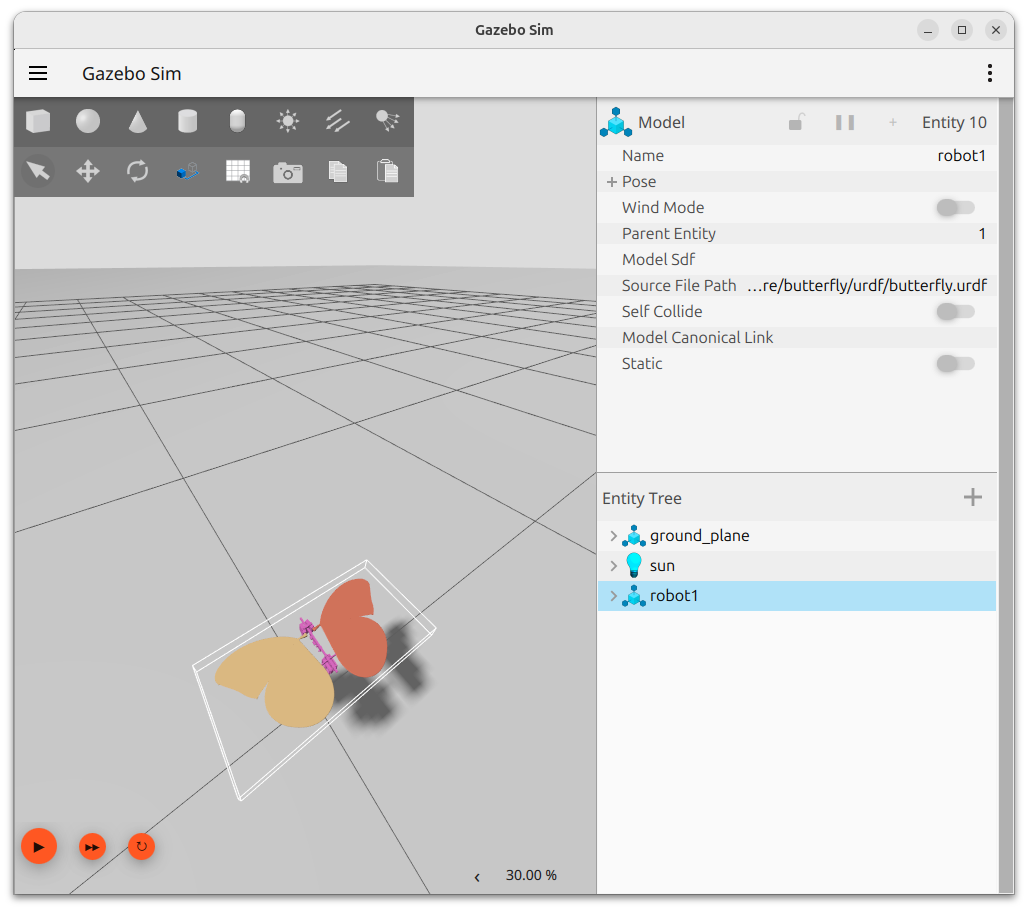 Gazebo Sim
Gazebo Sim
Model
Entity 10
Name
robot1
Pose
Wind Mode
Parent Entity
1
Model Sdf
Source File Path
...re/butterfly/urdf/butterfly.urdf
Self Collide
Model Canonical Link
Static
Entity Tree
ground_plane
sun
robot1
30.00 %